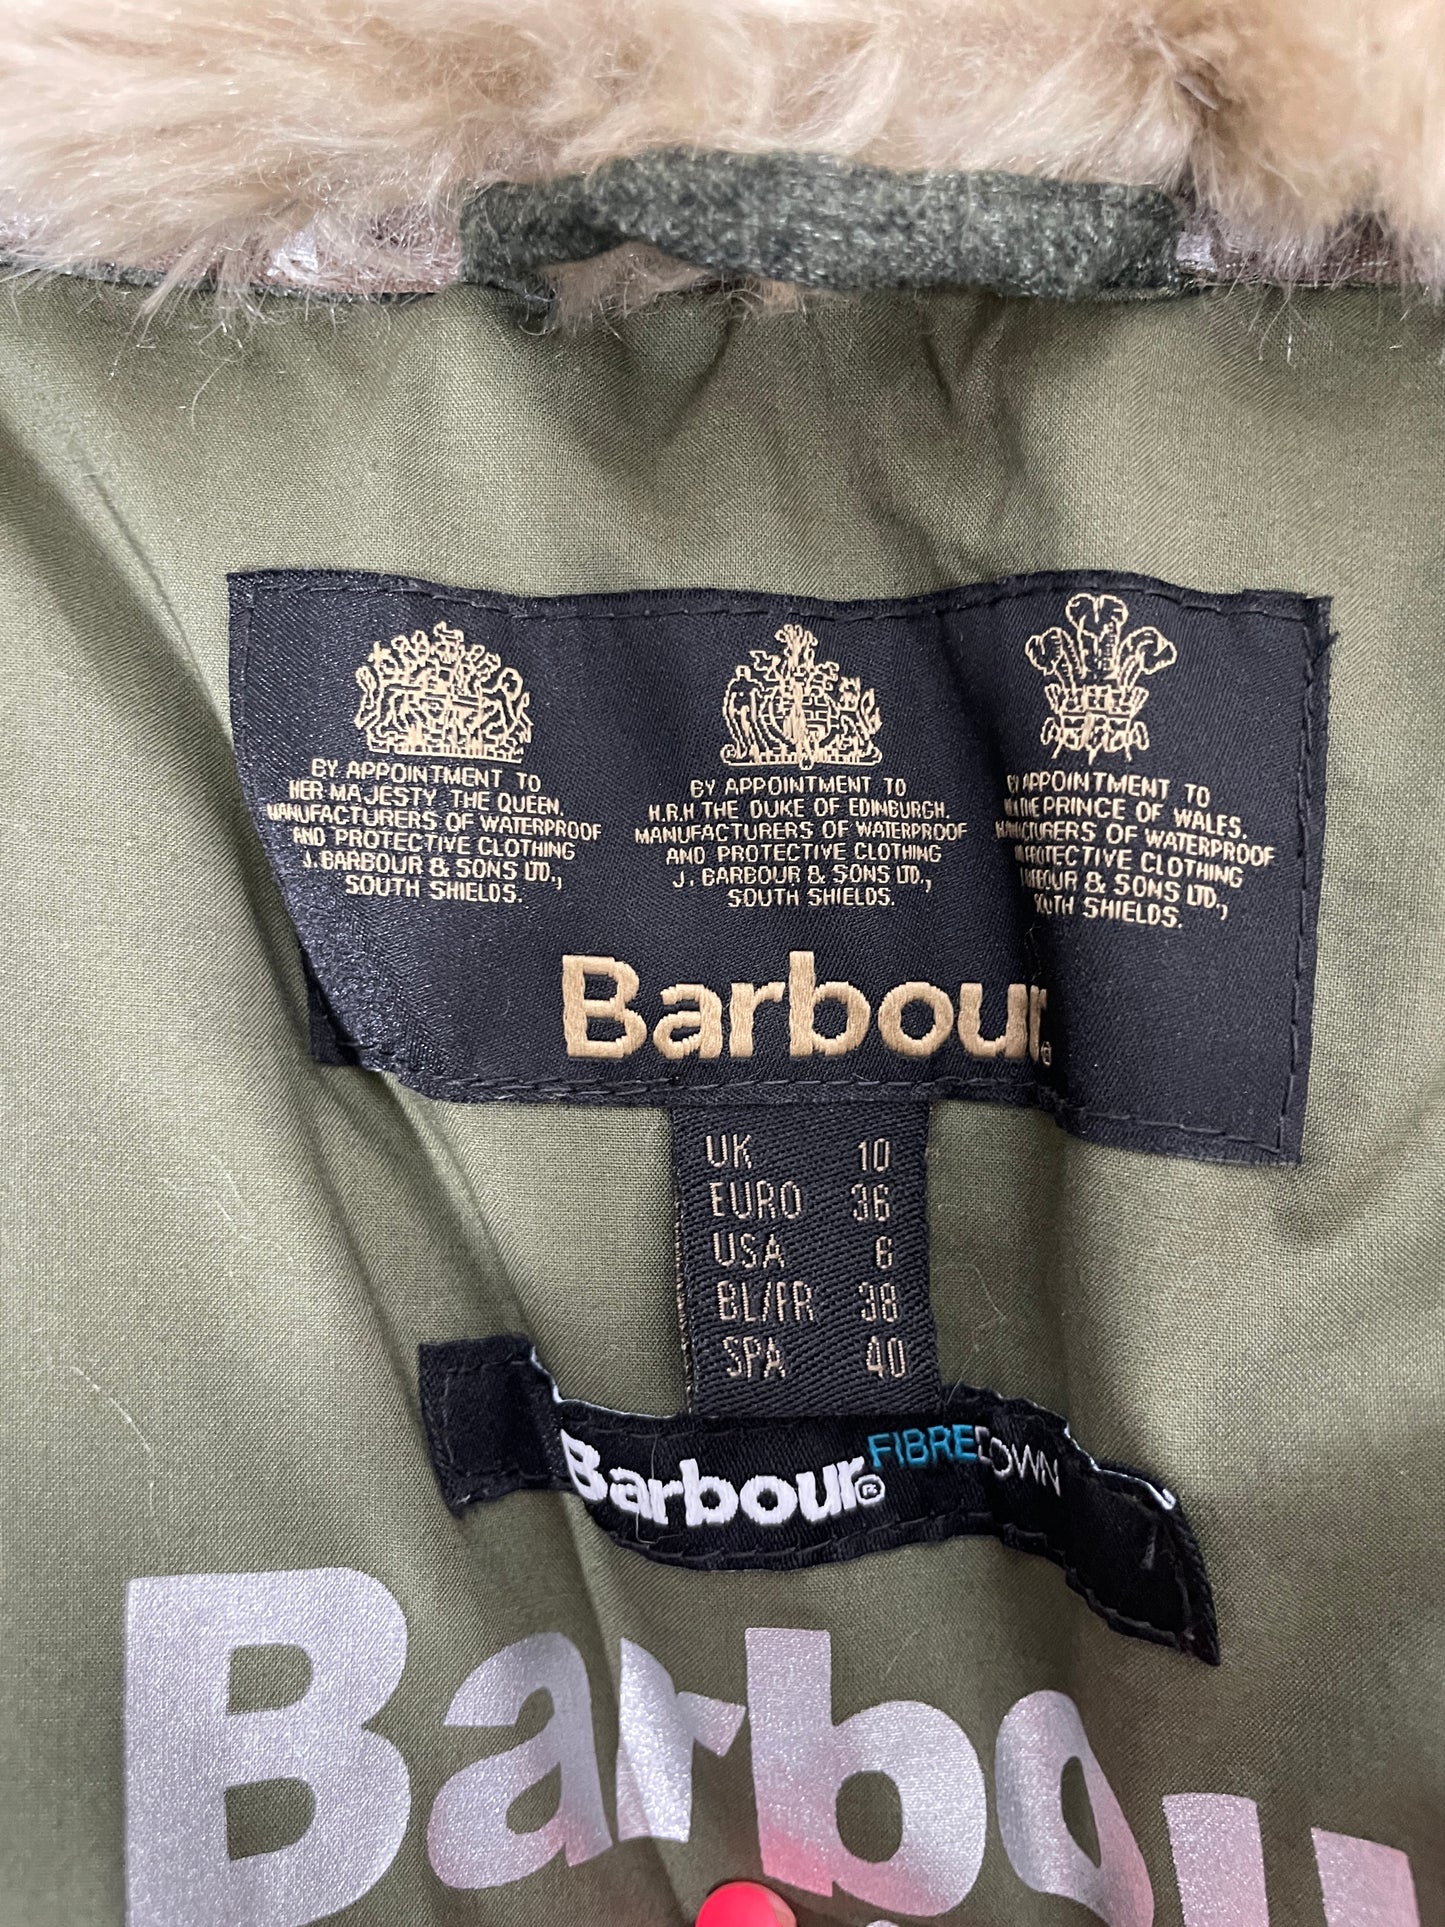 BY APPOINTMENT TO
HER MAJESTY THE QUEEN.
MANUFACTURERS OF WATERPROOF
AND PROTECTIVE CLOTHING
J. BARBOUR & SONS LTD.,
SOUTH SHIELDS.
BY APPOINTMENT TO
H.R.H THE DUKE OF EDINBURGH.
MANUFACTURERS OF WATERPROOF
AND PROTECTIVE CLOTHING
J. BARBOUR & SONS LTD.,
SOUTH SHIELDS.
BY APPOINTMENT TO
THE PRINCE OF WALES.
MANUFACTURERS OF WATERPROOF
PROTECTIVE CLOTHING
BARBOUR & SONS LTD.,
SOUTH SHIELDS.
Barbour®
UK 10
EURO 36
USA 6
BL/FR 38
SPA 40
Barbour® FIBREDOWN
Barbou